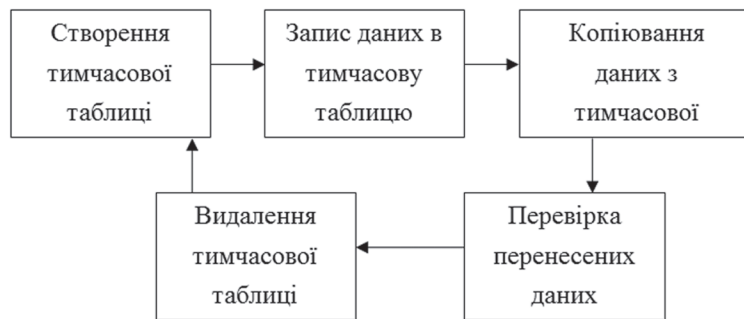 Створення
тимчасової
таблиці
Запис даних в
тимчасову
таблицю
Копіювання
даних з
тимчасової
Перевірка
перенесених
даних
Видалення
тимчасової
таблиці